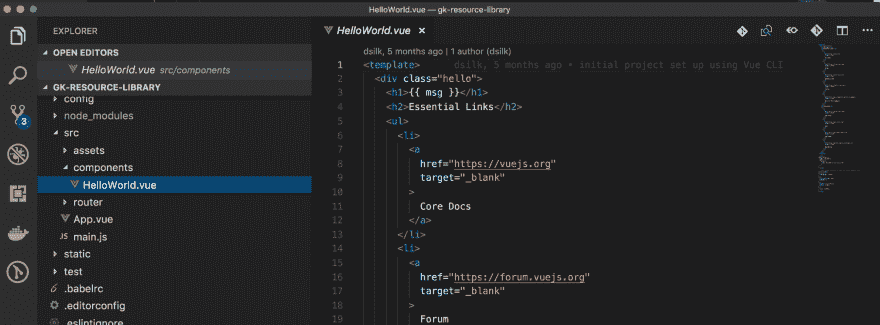 HelloWorld.vue — gk-resource-library
EXPLORER
OPEN EDITORS
HelloWorld.vue src/components
GK-RESOURCE-LIBRARY
config
node_modules
src
assets
components
HelloWorld.vue
router
App.vue
JS main.js
static
test
.babelrc
.editorconfig
.eslintignore
3
HelloWorld.vue ×
dsilk, 5 months ago | 1 author (dsilk)
1 <template> dsilk, 5 months ago • initial project set up using Vue CLI
2 <div class="hello">
3 <h1>{{ msg }}</h1>
4 <h2>Essential Links</h2>
5 <ul>
6 <li>
7 <a
8 href="https://vuejs.org"
9 target="_blank"
10 >
11 Core Docs
12 </a>
13 </li>
14 <li>
15 <a
16 href="https://forum.vuejs.org"
17 target="_blank"
18 >
19 Forum